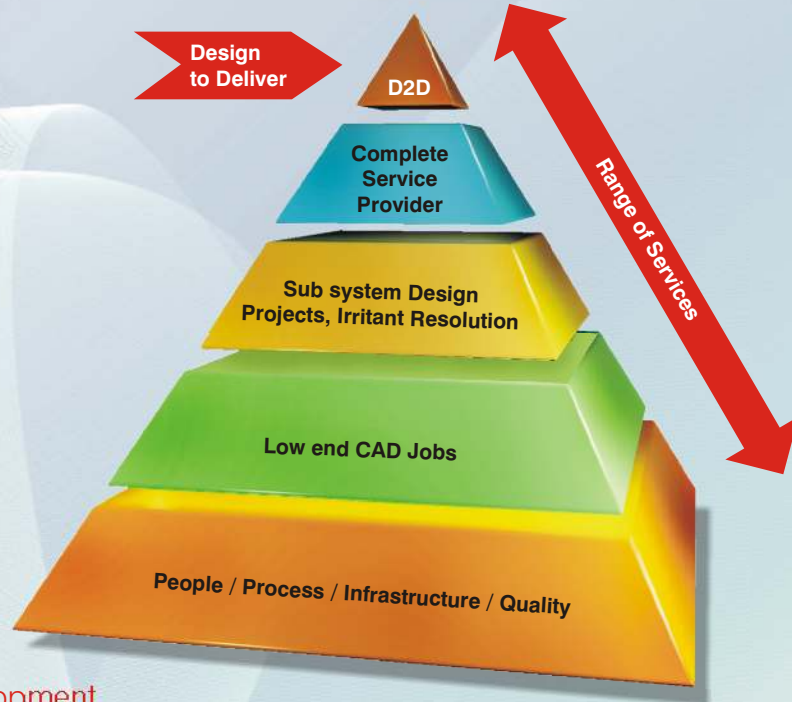 Design
to Deliver
D2D
Complete
Service
Provider
Range of Services
Sub system Design
Projects, Irritant Resolution
Low end CAD Jobs
People / Process / Infrastructure / Quality